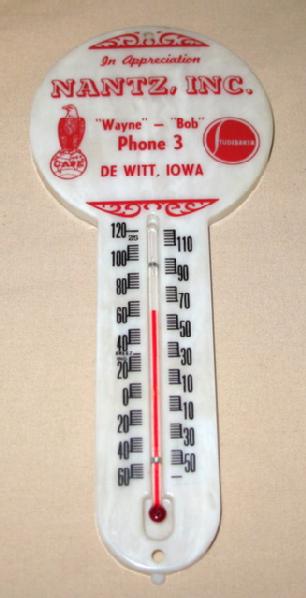 In Appreciation
NANTZ, INC.
"Wayne" — "Bob"
Phone 3
CASE
STUDEBAKER
DE WITT, IOWA
120
110
100
90
80
70
60
50
40
30
20
10
0
10
20
30
40
50
60